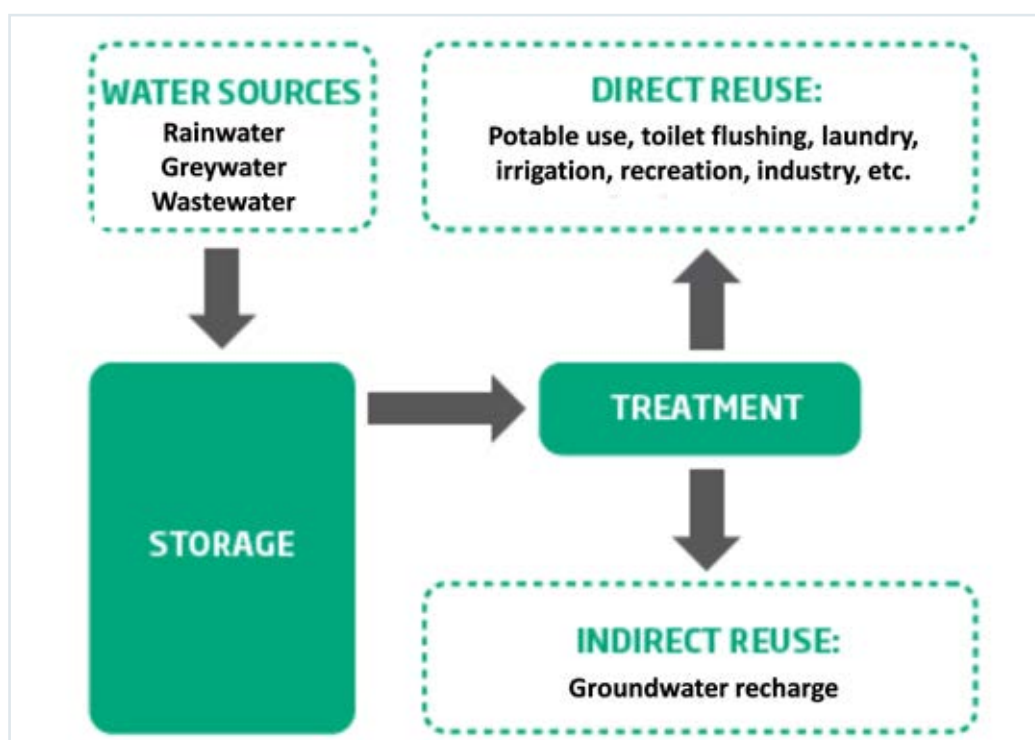 WATER SOURCES
Rainwater
Greywater
Wastewater
DIRECT REUSE:
Potable use, toilet flushing, laundry,
irrigation, recreation, industry, etc.
STORAGE
TREATMENT
INDIRECT REUSE:
Groundwater recharge